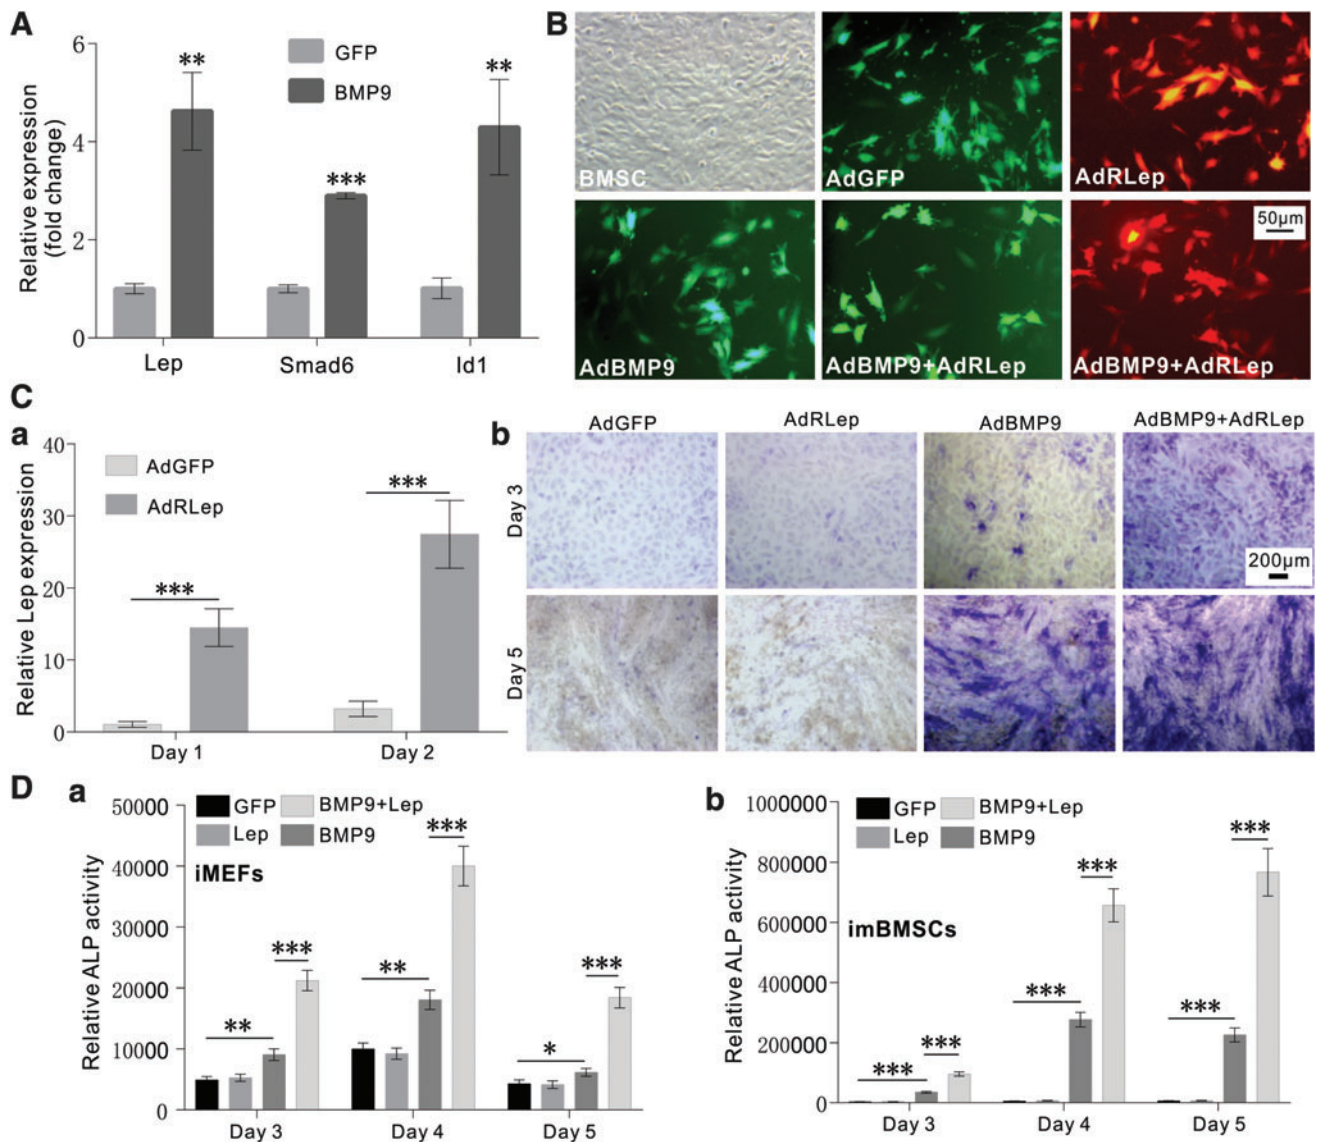 A
Relative expression
(fold change)
6
4
2
0
GFP
BMP9
**
***
**
Lep
Smad6
Id1
B
BMSC
AdGFP
AdRLep
AdBMP9
AdBMP9+AdRLep
50μm
AdBMP9+AdRLep
C
a
Relative Lep expression
40
30
20
10
0
AdGFP
AdRLep
***
***
Day 1
Day 2
b
AdGFP
AdRLep
AdBMP9
AdBMP9+AdRLep
Day 3
200μm
Day 5
D
a
Relative ALP activity
50000
40000
30000
20000
10000
0
GFP
BMP9+Lep
Lep
BMP9
iMEFs
**
***
**
***
*
***
Day 3
Day 4
Day 5
b
Relative ALP activity
1000000
800000
600000
400000
200000
0
GFP
BMP9+Lep
Lep
BMP9
imBMSCs
***
***
***
***
***
***
Day 3
Day 4
Day 5